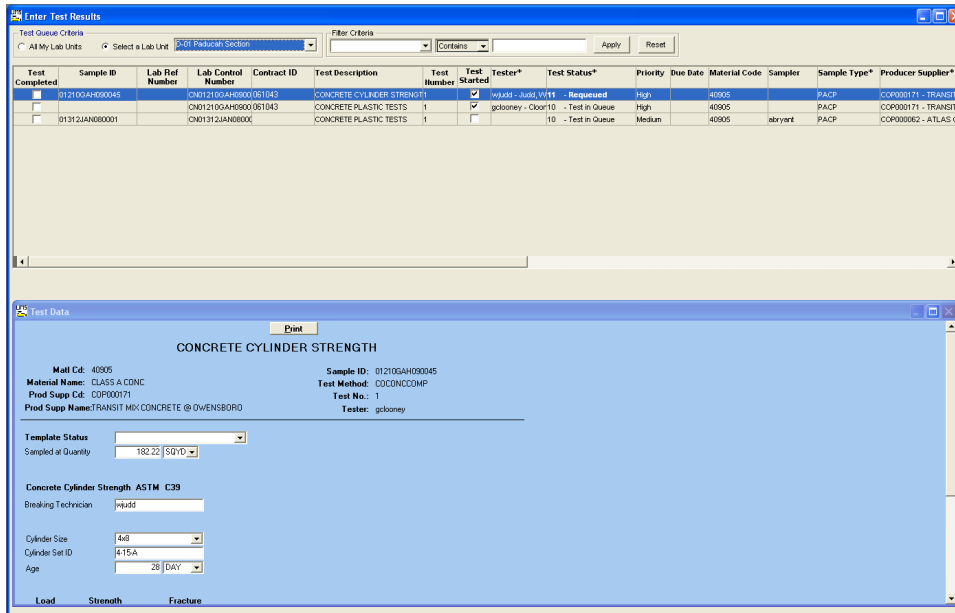 Enter Test Results
Test Queue Criteria
All My Lab Units Select a Lab Unit D-01 Paducah Section
Filter Criteria
Contains Apply Reset
Test Completed Sample ID Lab Ref Number Lab Control Number Contract ID Test Description Test Number Test Started Tester+ Test Status+ Priority Due Date Material Code Sampler Sample Type+ Producer Supplier+
01210GAH090045 CN01210GAH0900 061043 CONCRETE CYLINDER STRENGT 1 wjudd - Judd, W 11 - Requeued High 40905 PACP COP000171 - TRANSIT
CN01210GAH0900 061043 CONCRETE PLASTIC TESTS 1 gclooney - Cloor 10 - Test in Queue High 40905 PACP COP000171 - TRANSIT
01312JAN080001 CN01312JAN0800 CONCRETE PLASTIC TESTS 1 10 - Test in Queue Medium 40905 abryant PACP COP000062 - ATLAS
Test Data
Print
CONCRETE CYLINDER STRENGTH
Matl Cd: 40905 Sample ID: 01210GAH090045
Material Name: CLASS A CONC Test Method: COCONCCOMP
Prod Supp Cd: COP000171 Test No.: 1
Prod Supp Name: TRANSIT MIX CONCRETE @ OWENSBORO Tester: gclooney
Template Status
Sampled at Quantity 182.22 SQYD
Concrete Cylinder Strength ASTM C39
Breaking Technician wjudd
Cylinder Size 4x8
Cylinder Set ID 4-15-A
Age 28 DAY
Load Strength Fracture